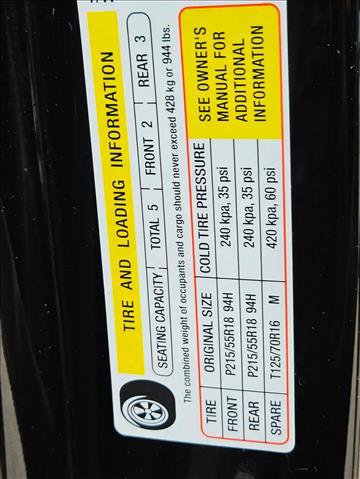 TIRE AND LOADING INFORMATION
SEATING CAPACITY TOTAL 5 FRONT 2 REAR 3
The combined weight of occupants and cargo should never exceed 428 kg or 944 lbs.
TIRE ORIGINAL SIZE COLD TIRE PRESSURE
FRONT P215/55R18 94H 240 kpa, 35 psi
REAR P215/55R18 94H 240 kpa, 35 psi
SPARE T125/70R16 M 420 kpa, 60 psi
SEE OWNER'S
MANUAL FOR
ADDITIONAL
INFORMATION